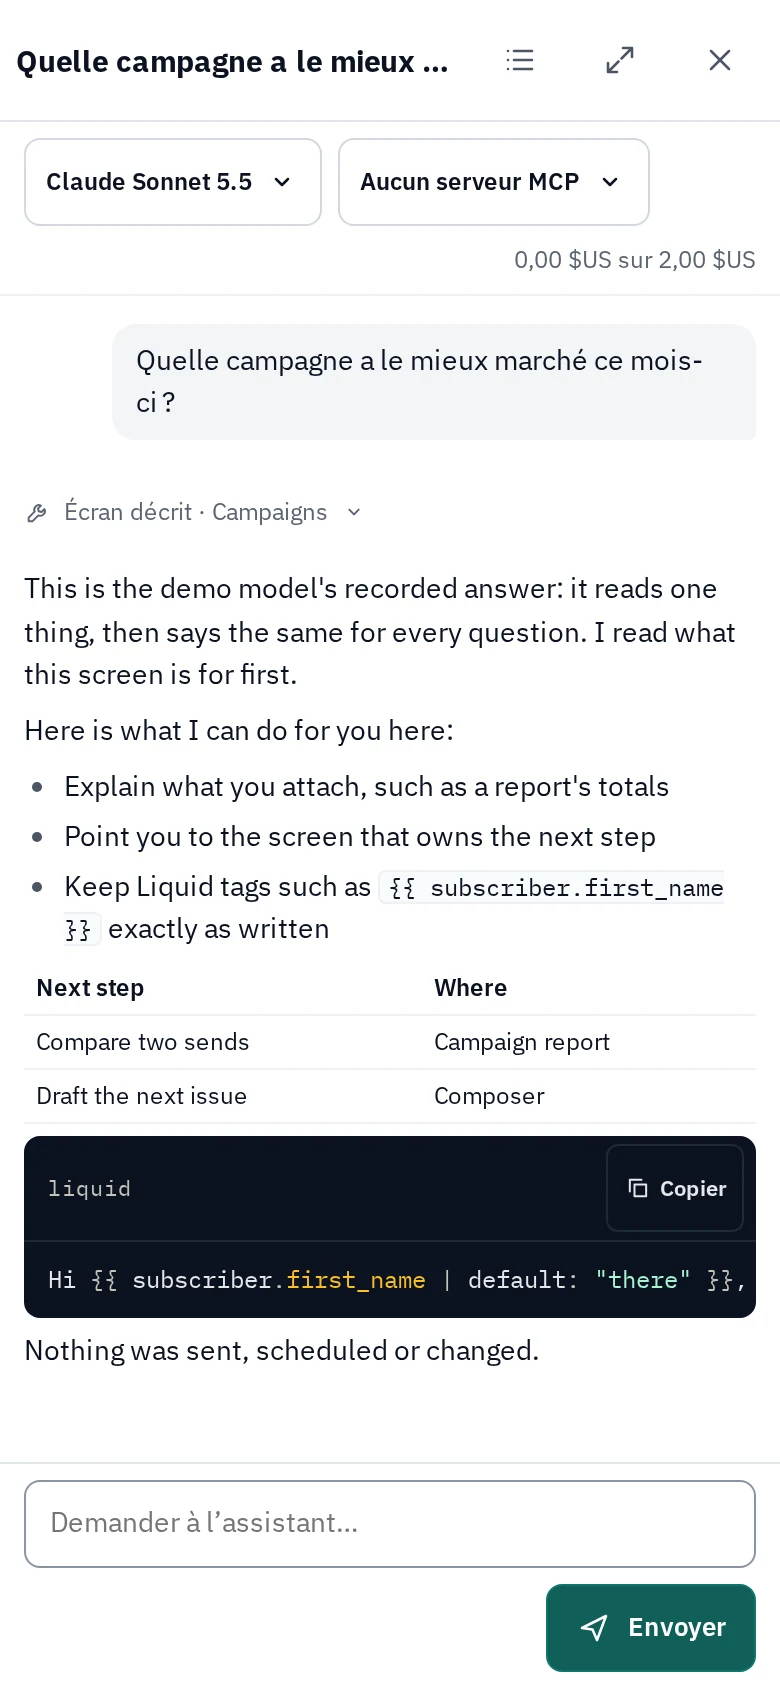 Quelle campagne a le mieux ...
Claude Sonnet 5.5
Aucun serveur MCP
0,00 $US sur 2,00 $US
Quelle campagne a le mieux marché ce mois-
ci ?
Écran décrit · Campaigns
This is the demo model's recorded answer: it reads one
thing, then says the same for every question. I read what
this screen is for first.
Here is what I can do for you here:
Explain what you attach, such as a report's totals
Point you to the screen that owns the next step
Keep Liquid tags such as {{ subscriber.first_name
}} exactly as written
Next step Where
Compare two sends Campaign report
Draft the next issue Composer
liquid
Copier
Hi {{ subscriber.first_name | default: "there" }},
Nothing was sent, scheduled or changed.
Demander à l’assistant…
Envoyer